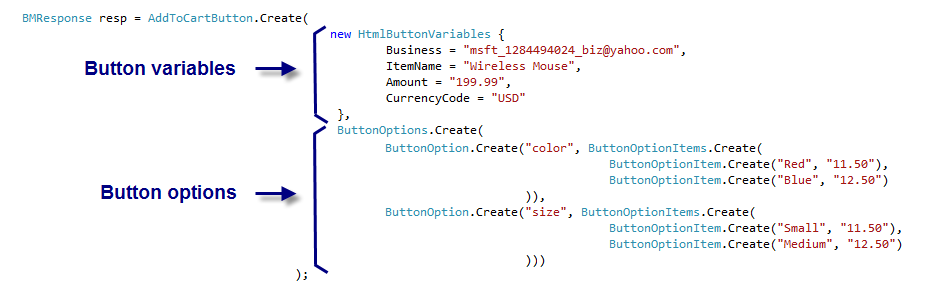 BMResponse resp = AddToCartButton.Create(
new HtmlButtonVariables {
Business = "msft_1284494024_biz@yahoo.com",
Button variables
ItemName = "Wireless Mouse",
Amount = "199.99",
CurrencyCode = "USD"
},
ButtonOptions.Create(
ButtonOption.Create("color", ButtonOptionItems.Create(
ButtonOptionItem.Create("Red", "11.50"),
Button options
ButtonOptionItem.Create("Blue", "12.50")
)),
ButtonOption.Create("size", ButtonOptionItems.Create(
ButtonOptionItem.Create("Small", "11.50"),
ButtonOptionItem.Create("Medium", "12.50")
)))
);